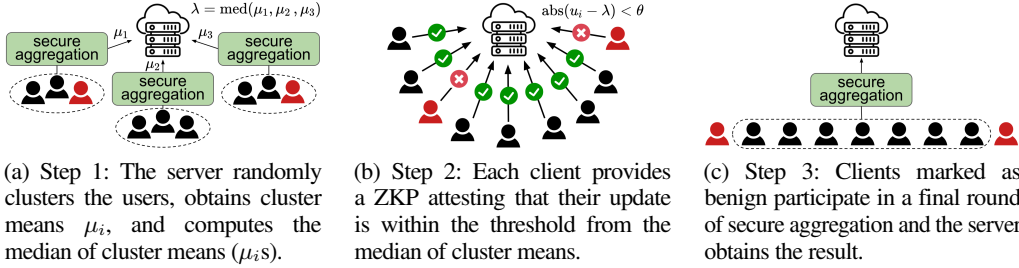 λ = med(μ₁, μ₂, μ₃)
secure
aggregation
μ₁
μ₃
secure
aggregation
μ₂
secure
aggregation
(a) Step 1: The server randomly
clusters the users, obtains cluster
means μᵢ, and computes the
median of cluster means (μᵢs).
abs(uᵢ − λ) < θ
(b) Step 2: Each client provides
a ZKP attesting that their update
is within the threshold from the
median of cluster means.
secure
aggregation
(c) Step 3: Clients marked as
benign participate in a final round
of secure aggregation and the server
obtains the result.